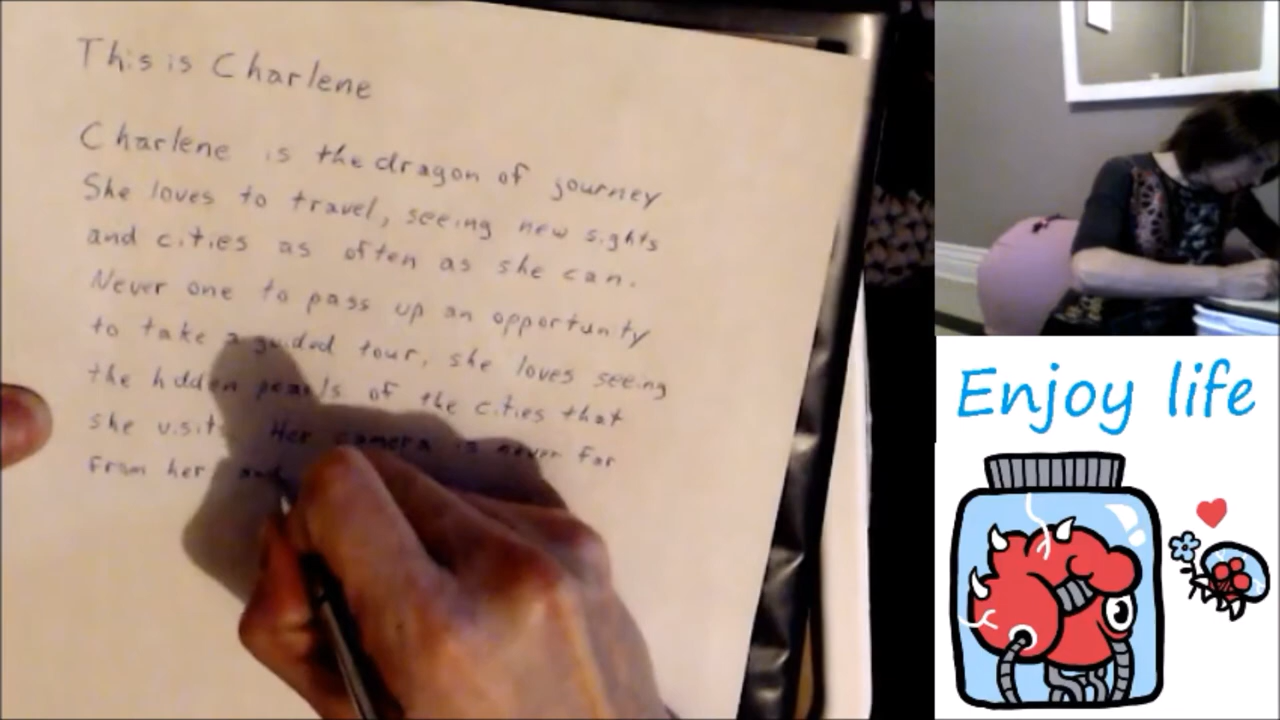 This is Charlene
Charlene is the dragon of journey
She loves to travel, seeing new sights
and cities as often as she can.
Never one to pass up an opportunity
to take a guided tour, she loves seeing
the hidden pearls of the cities that
she visits. Her camera is never far
from her and
Enjoy life